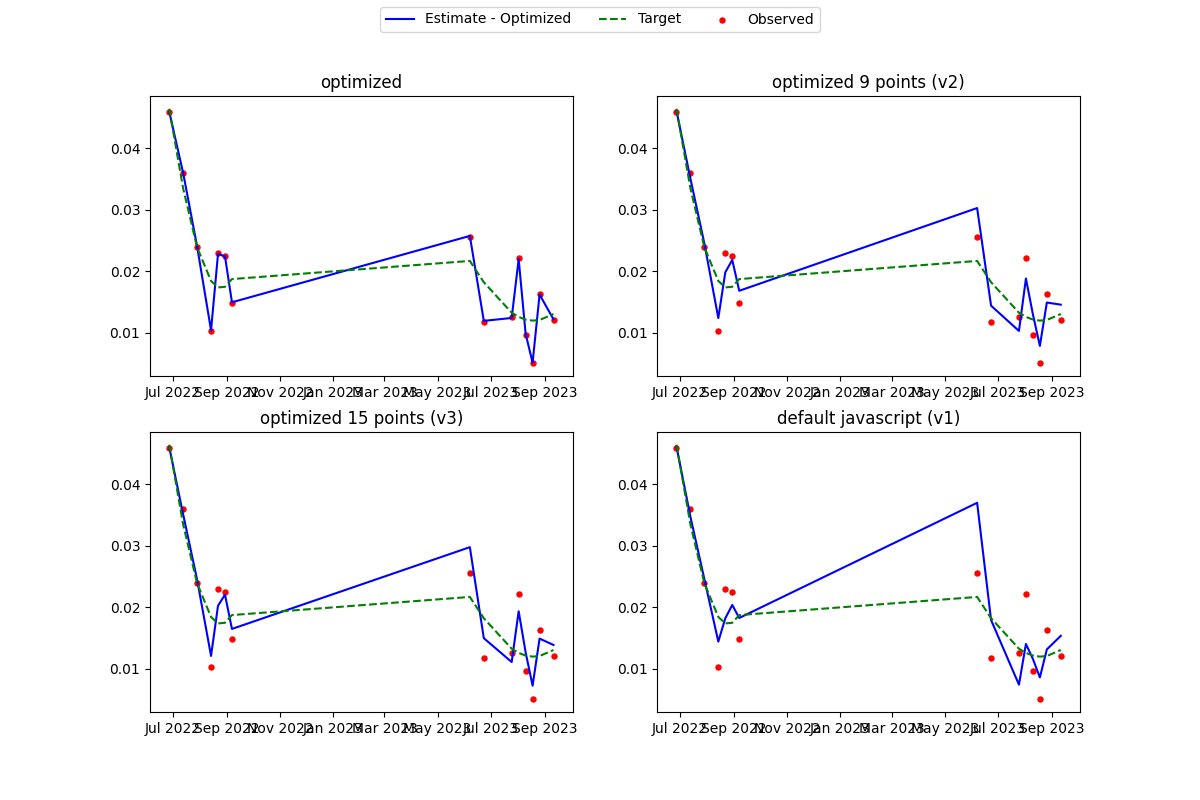 Estimate - Optimized Target Observed
optimized
optimized 9 points (v2)
0.04
0.03
0.02
0.01
Jul 2022 Sep 2022 Nov 2022 Jan 2023 Mar 2023 May 2023 Jul 2023 Sep 2023
0.04
0.03
0.02
0.01
Jul 2022 Sep 2022 Nov 2022 Jan 2023 Mar 2023 May 2023 Jul 2023 Sep 2023
optimized 15 points (v3)
default javascript (v1)
0.04
0.03
0.02
0.01
Jul 2022 Sep 2022 Nov 2022 Jan 2023 Mar 2023 May 2023 Jul 2023 Sep 2023
0.04
0.03
0.02
0.01
Jul 2022 Sep 2022 Nov 2022 Jan 2023 Mar 2023 May 2023 Jul 2023 Sep 2023